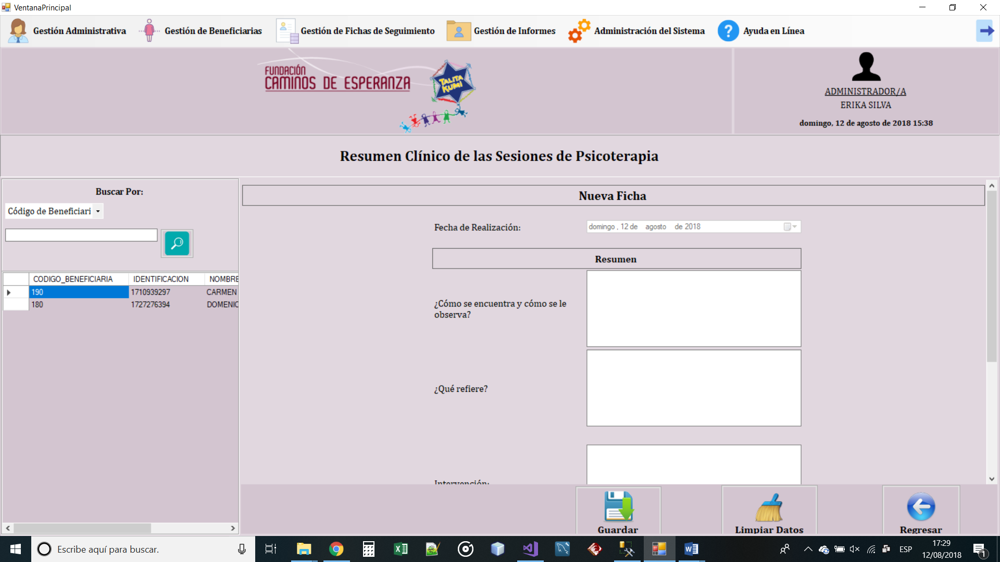 VentanaPrincipal
Gestión Administrativa
Gestión de Beneficiarias
Gestión de Fichas de Seguimiento
Gestión de Informes
Administración del Sistema
? Ayuda en Línea
FUNDACIÓN
CAMINOS DE ESPERANZA
TALITA
KUMI
ADMINISTRADOR/A
ERIKA SILVA
domingo, 12 de agosto de 2018 15:38
Resumen Clínico de las Sesiones de Psicoterapia
Buscar Por:
Código de Beneficiari
CODIGO_BENEFICIARIA IDENTIFICACION NOMBRE
190 1710939297 CARMEN
180 1727276394 DOMENIC
Nueva Ficha
Fecha de Realización: domingo , 12 de agosto de 2018
Resumen
¿Cómo se encuentra y cómo se le
observa?
¿Qué refiere?
Intervención:
Guardar
Limpiar Datos
Regresar
Escribe aquí para buscar.
ESP
17:29
12/08/2018
1